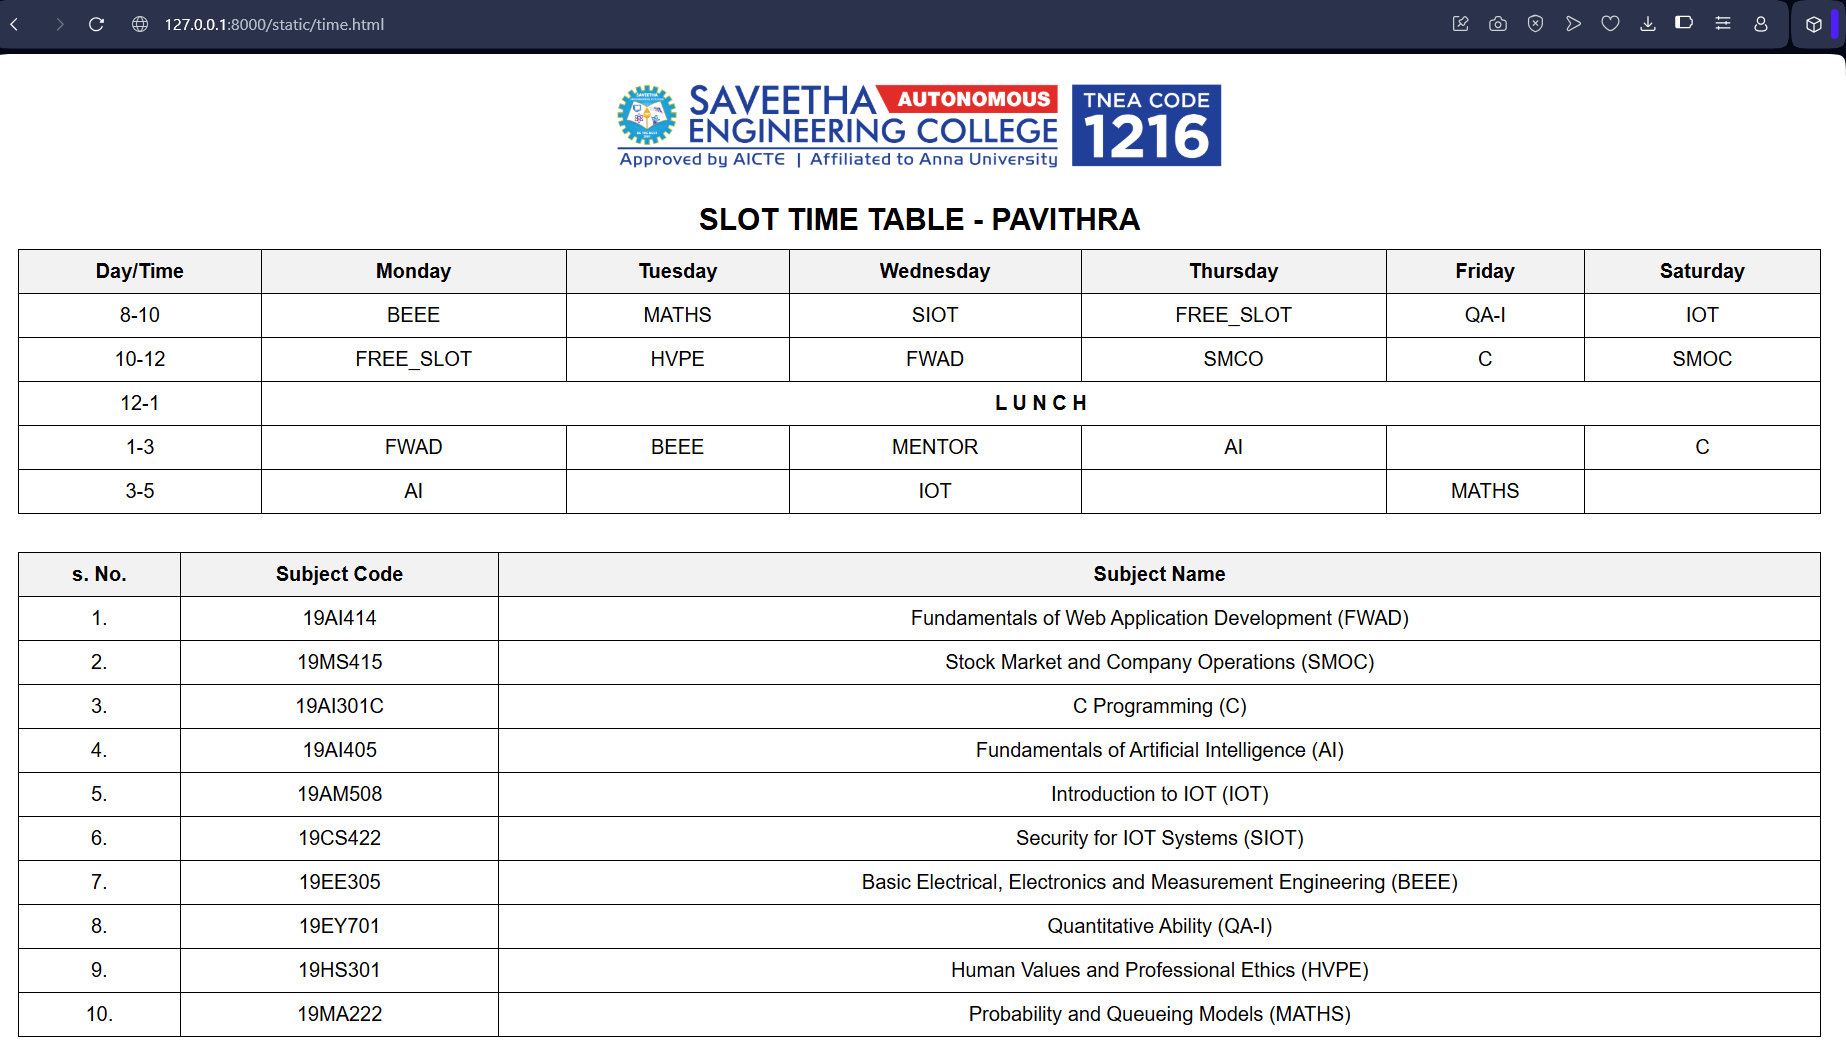 127.0.0.1:8000/static/time.html
SAVEETHA AUTONOMOUS
ENGINEERING COLLEGE
Approved by AICTE | Affiliated to Anna University
TNEA CODE
1216
SLOT TIME TABLE - PAVITHRA
Day/Time Monday Tuesday Wednesday Thursday Friday Saturday
8-10 BEEE MATHS SIOT FREE_SLOT QA-I IOT
10-12 FREE_SLOT HVPE FWAD SMCO C SMOC
12-1 L U N C H
1-3 FWAD BEEE MENTOR AI C
3-5 AI IOT MATHS
s. No. Subject Code Subject Name
1. 19AI414 Fundamentals of Web Application Development (FWAD)
2. 19MS415 Stock Market and Company Operations (SMOC)
3. 19AI301C C Programming (C)
4. 19AI405 Fundamentals of Artificial Intelligence (AI)
5. 19AM508 Introduction to IOT (IOT)
6. 19CS422 Security for IOT Systems (SIOT)
7. 19EE305 Basic Electrical, Electronics and Measurement Engineering (BEEE)
8. 19EY701 Quantitative Ability (QA-I)
9. 19HS301 Human Values and Professional Ethics (HVPE)
10. 19MA222 Probability and Queueing Models (MATHS)